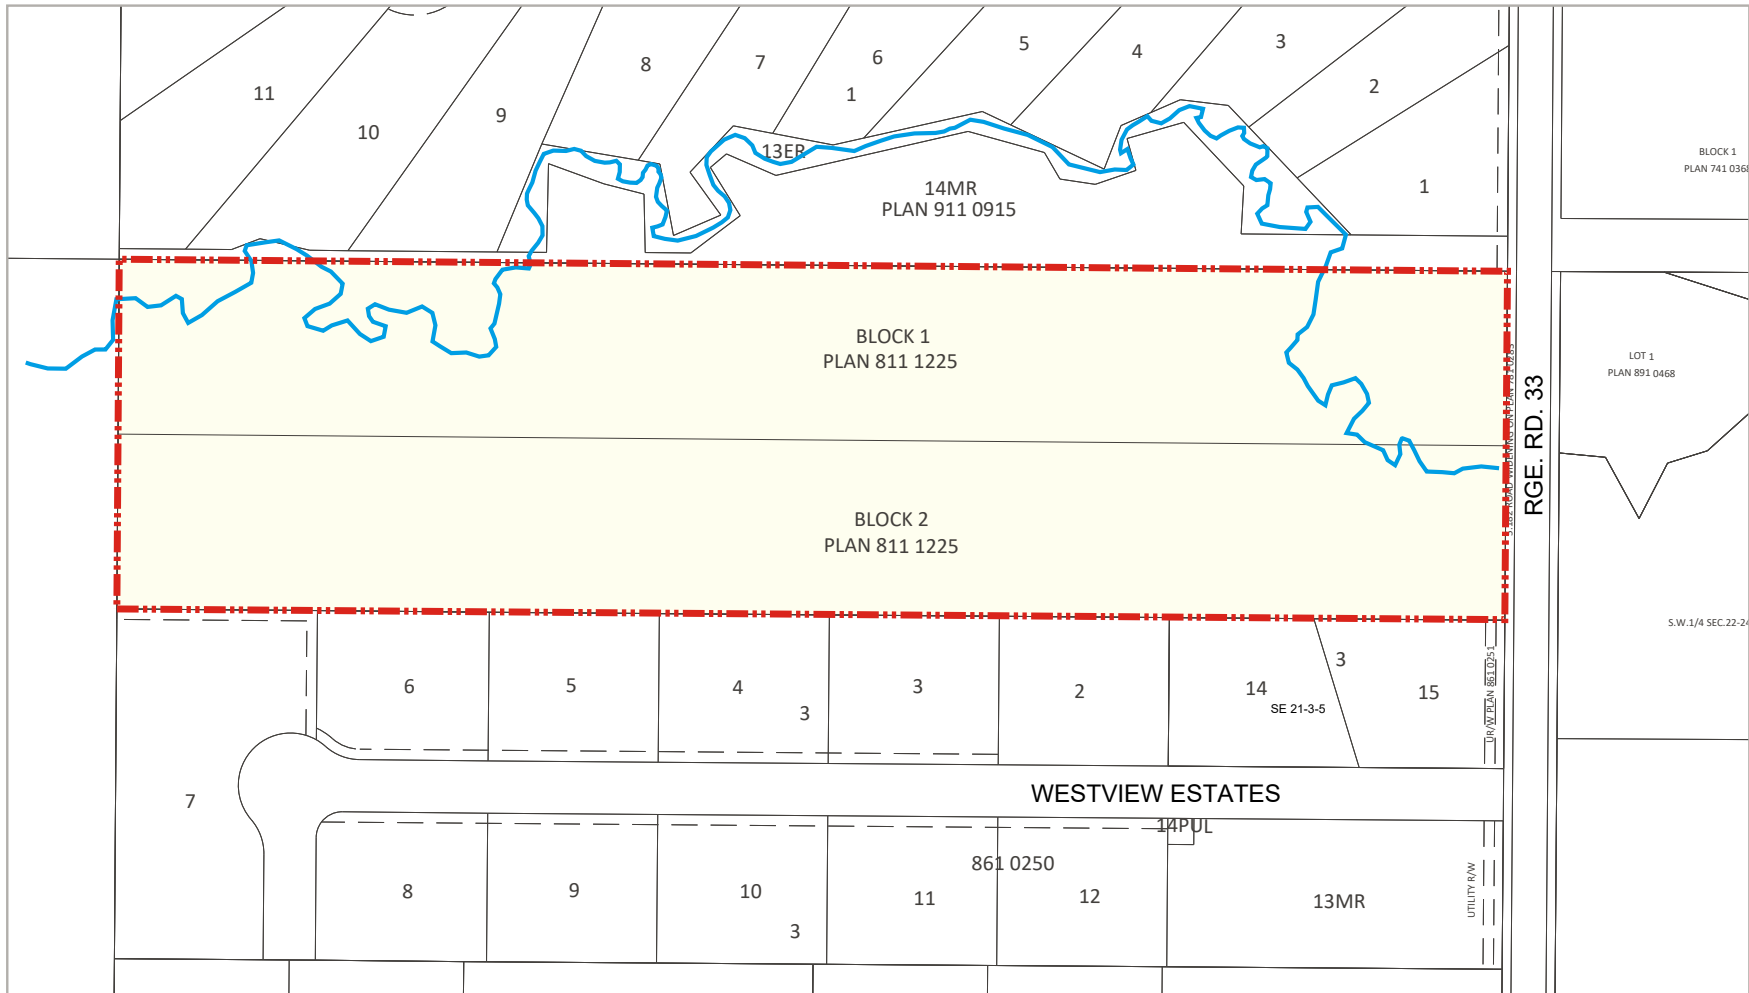 5
3
6
4
8
7
2
11
1
9
10
13ER
BLOCK 1
PLAN 741 036
14MR
1
PLAN 911 0915
BLOCK 1
PLAN 811 1225
LOT 1
PLAN 891 0468
RGE. RD. 33
BLOCK 2
PLAN 811 1225
S.W.1/4 SEC.22-24
6
5
4
3
2
14
3
15
3
SE 21-3-5
UR/W PLAN 861 0251
WESTVIEW ESTATES
7
14PUL
861 0250
8
9
10
11
12
13MR
UTILITY R/W
3